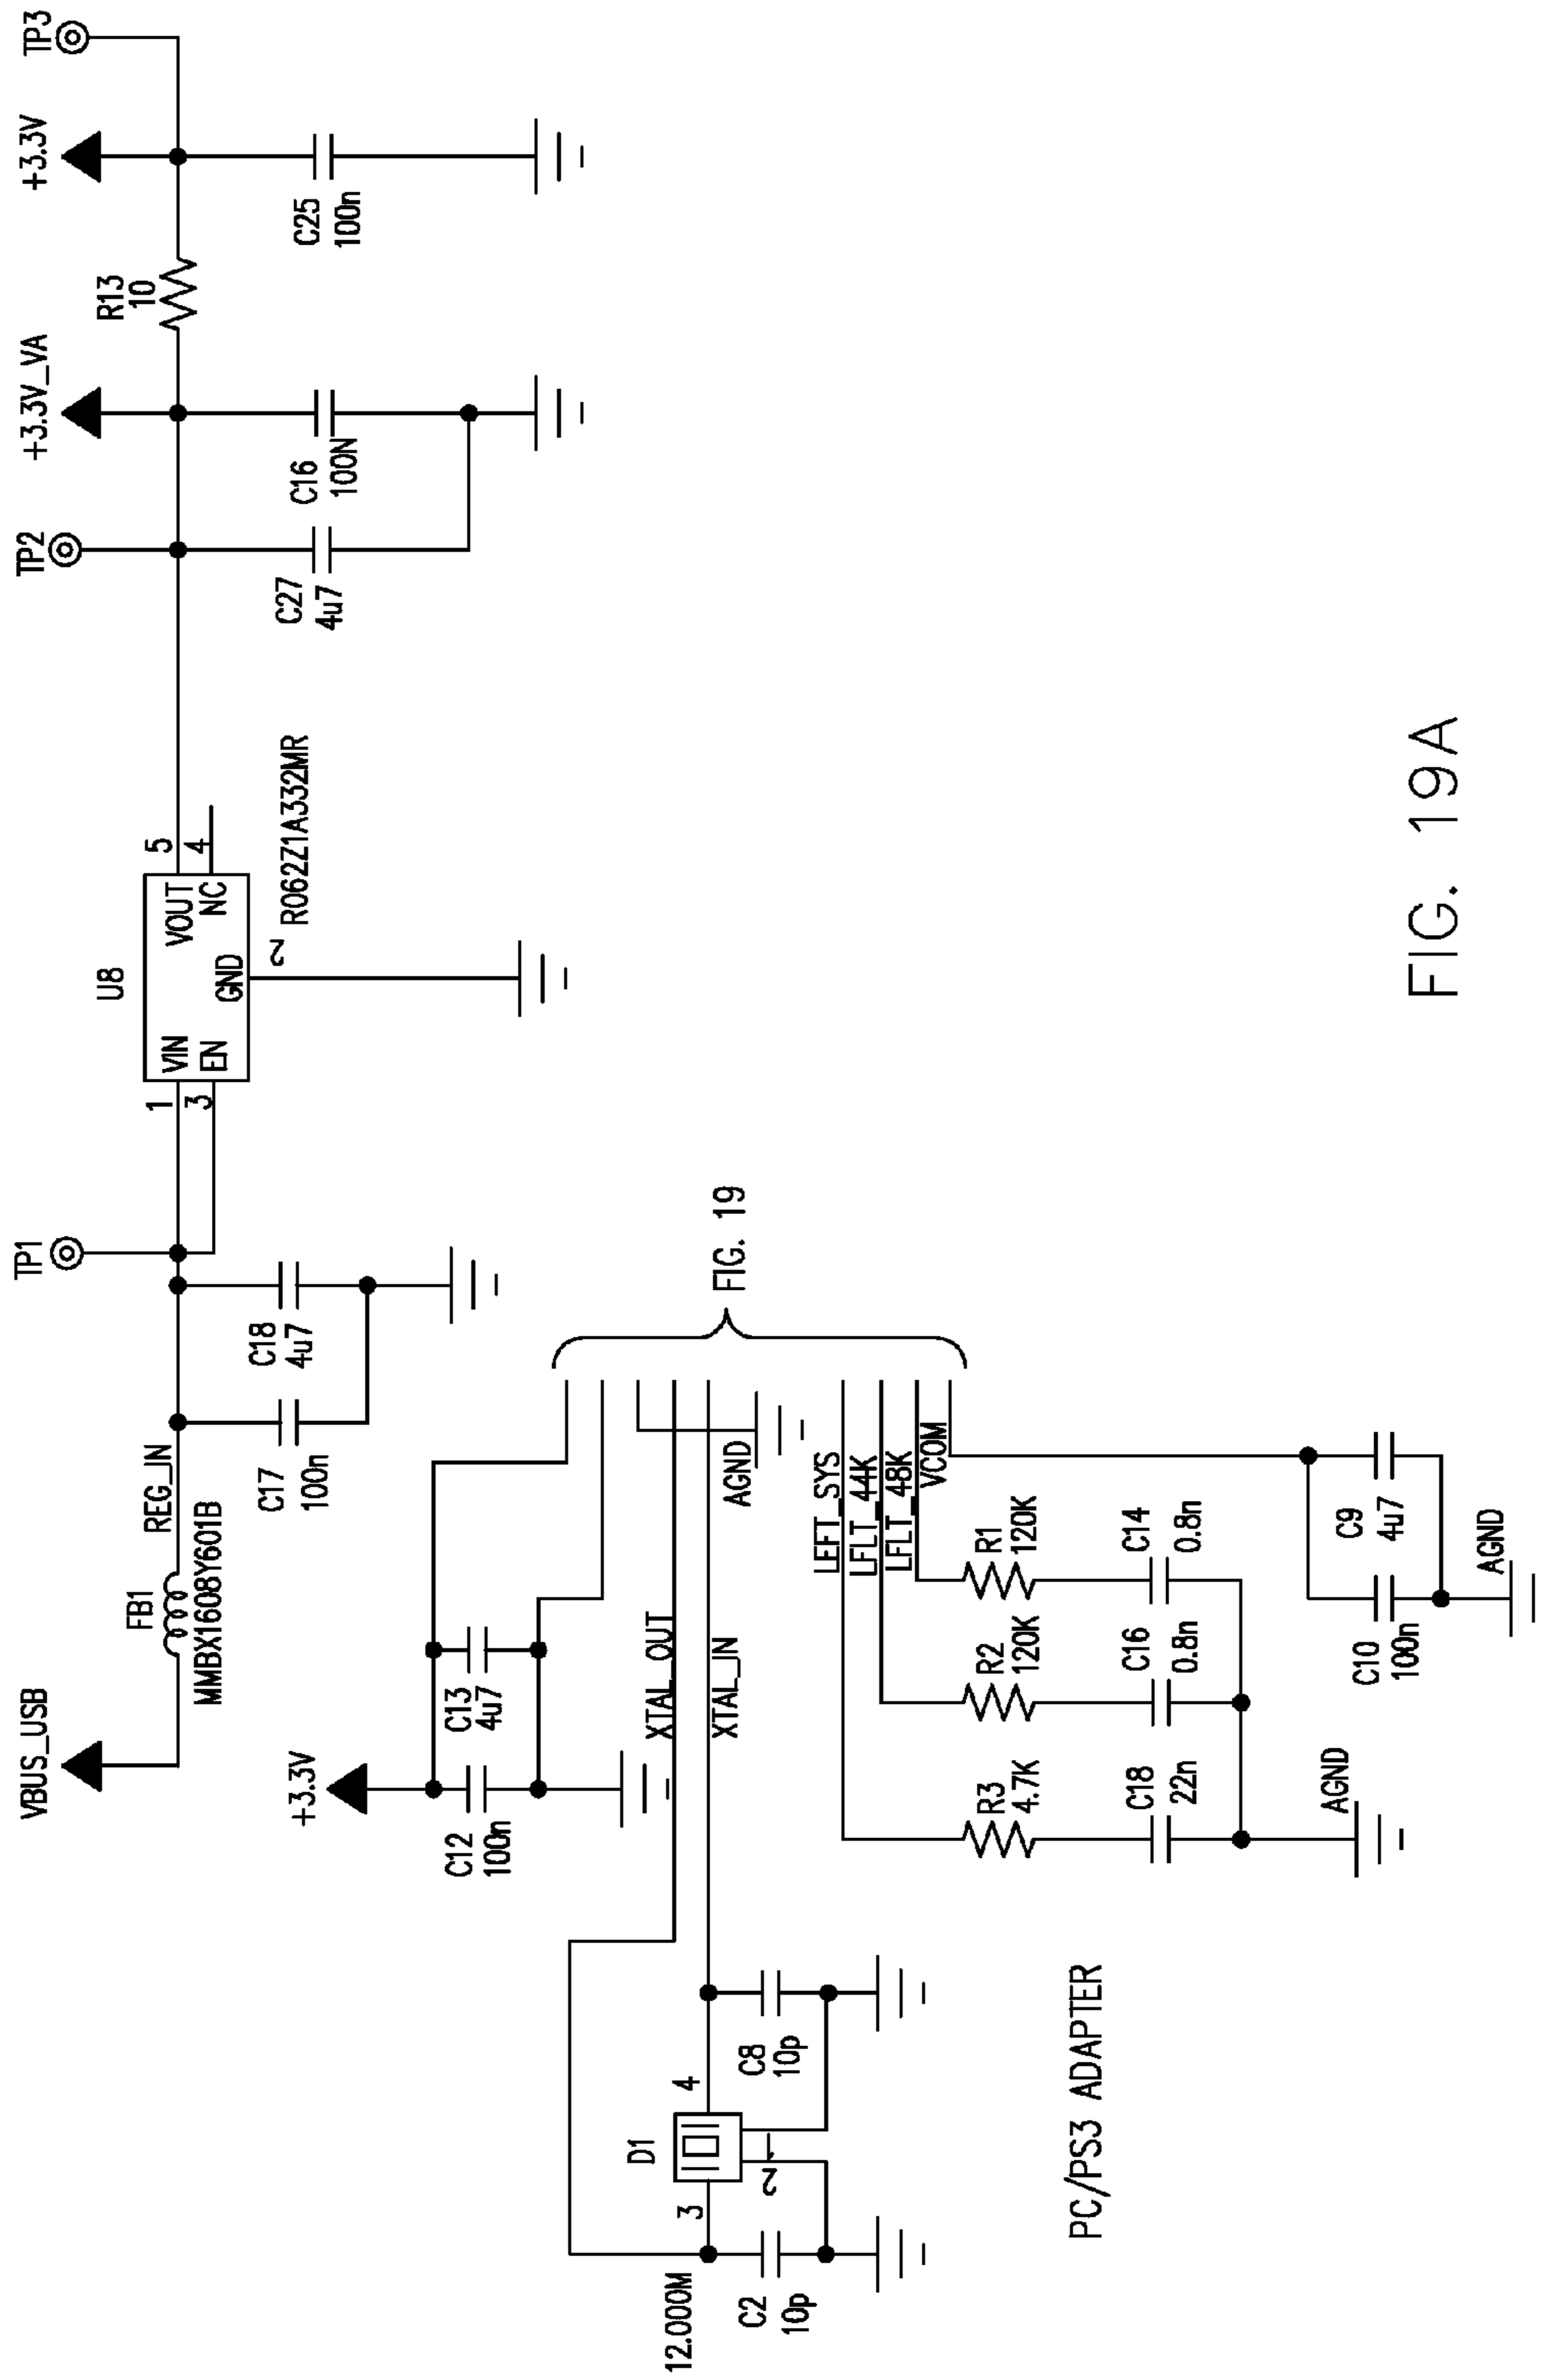 VBUS_USB
FB1
MMBX1608Y601B
REG_IN
C17
100n
C18
4u7
TP1
1
3
U8
VIN
EN
GND
VOUT
NC
2
5
4
R062Z1A332MR
TP2
C27
4u7
+3.3V_VA
C16
100N
R13
10
+3.3V
C25
100n
TP3
+3.3V
C12
100n
C13
4u7
XTAL_OUT
XTAL_IN
AGND
FIG. 19
12.000M
3
D1
4
2
1
C2
10p
C8
10p
LEFT_SYS
LFLT_44K
LFLT_48K
VCOM
R3
4.7K
R2
120K
R1
120K
C18
22n
C16
0.8n
C14
0.8n
AGND
C10
100n
C9
4u7
AGND
PC/PS3 ADAPTER
FIG. 19A